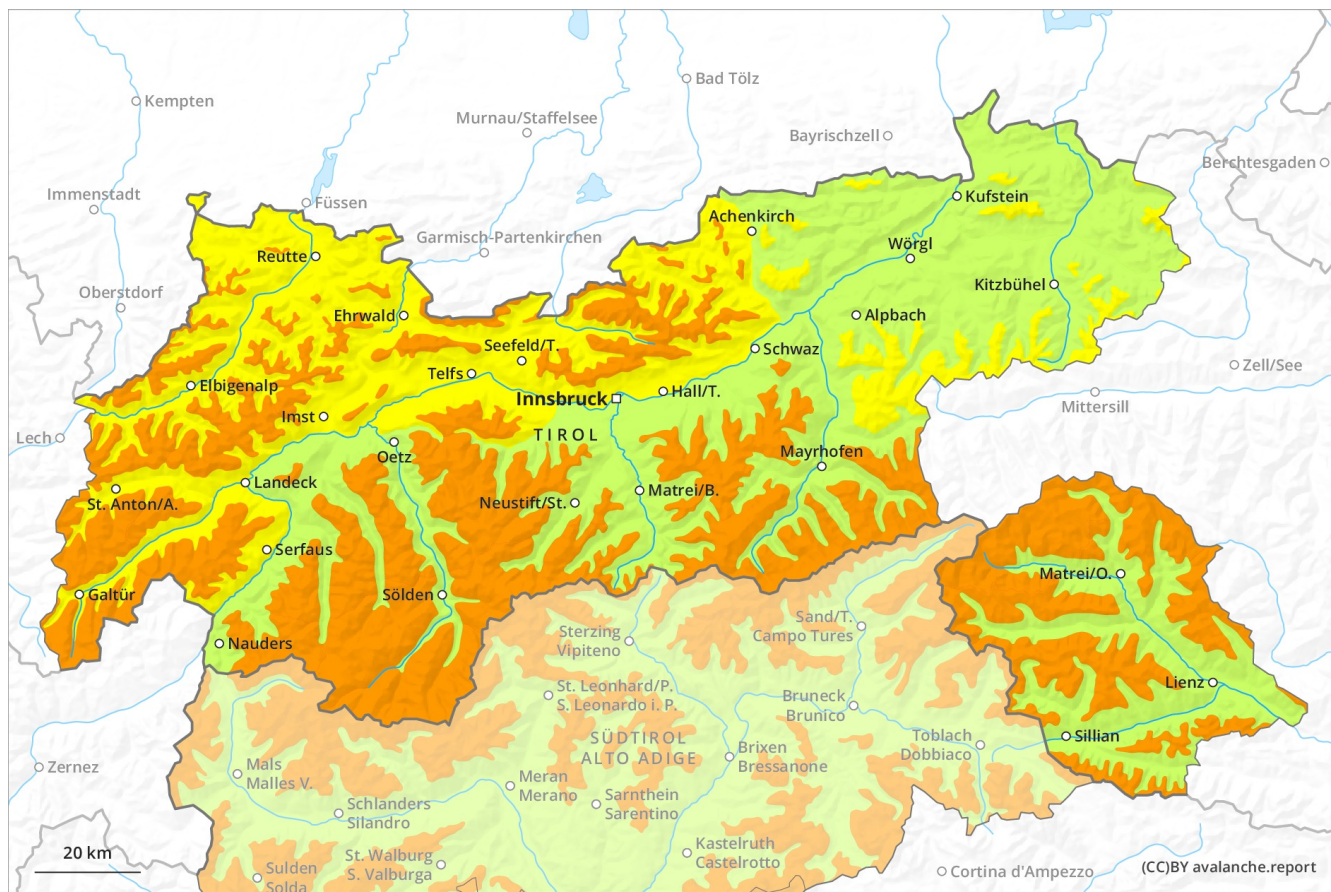 Bad Tölz
Kempten
Murnau/Staffelsee
Bayrischzell
Berchtesgaden
Immenstadt
Füssen
Kufstein
Achenkirch
Garmisch-Partenkirchen
Wörgl
Reutte
Kitzbühel
Oberstdorf
Ehrwald
Alpbach
Seefeld/T.
Schwaz
Zell/See
Telfs
Elbigenalp
Hall/T.
Innsbruck
Mittersill
Imst
TIROL
Lech
Oetz
Mayrhofen
Landeck
Matrei/B.
St. Anton/A.
Neustift/St.
Serfaus
Matrei/O.
Galtür
Sölden
Sand/T.
Campo Tures
Sterzing
Vipiteno
Nauders
Lienz
St. Leonhard/P.
S. Leonardo i. P.
Bruneck
Brunico
Sillian
SÜDTIROL
ALTO ADIGE
Toblach
Dobbiaco
Brixen
Bressanone
Zernez
Mals
Malles V.
Meran
Merano
Sarnthein
Sarentino
Schlanders
Silandro
Kastelruth
Castelrotto
St. Walburg
S. Valburga
20 km
Sulden
Solda
Cortina d'Ampezzo
(CC)BY avalanche.report